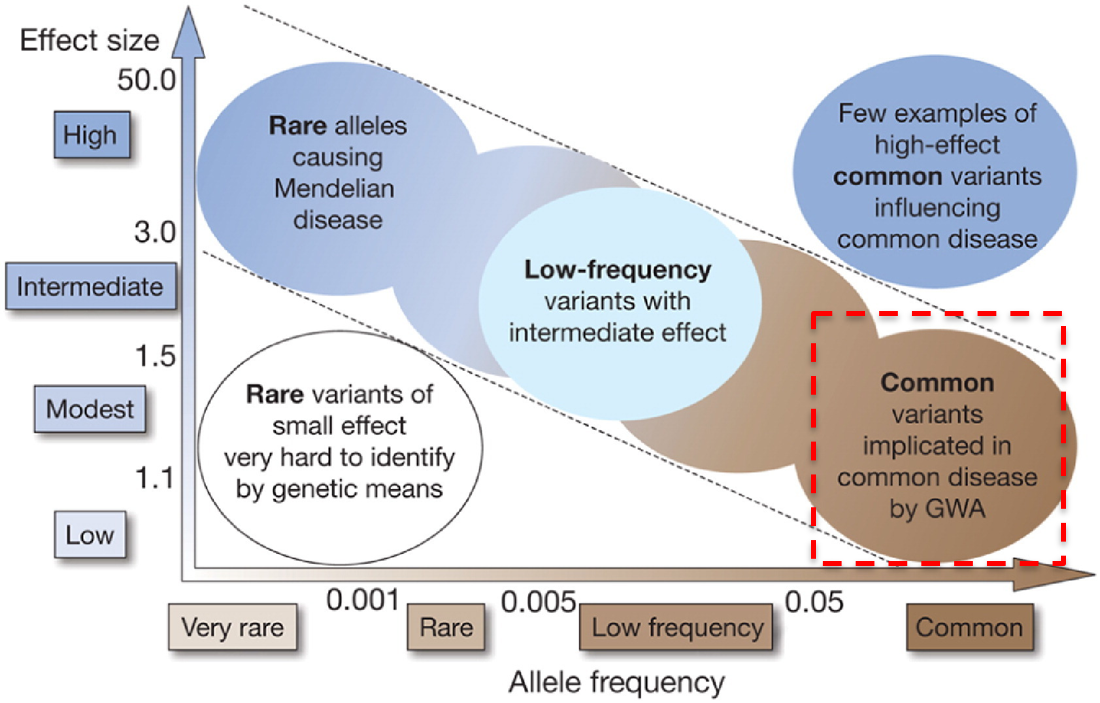 Effect size
50.0
High
3.0
Intermediate
1.5
Modest
1.1
Low
Rare alleles
causing
Mendelian
disease
Few examples of
high-effect
common variants
influencing
common disease
Low-frequency
variants with
intermediate effect
Rare variants of
small effect
very hard to identify
by genetic means
Common
variants
implicated in
common disease
by GWA
0.001
0.005
0.05
Very rare
Rare
Low frequency
Common
Allele frequency